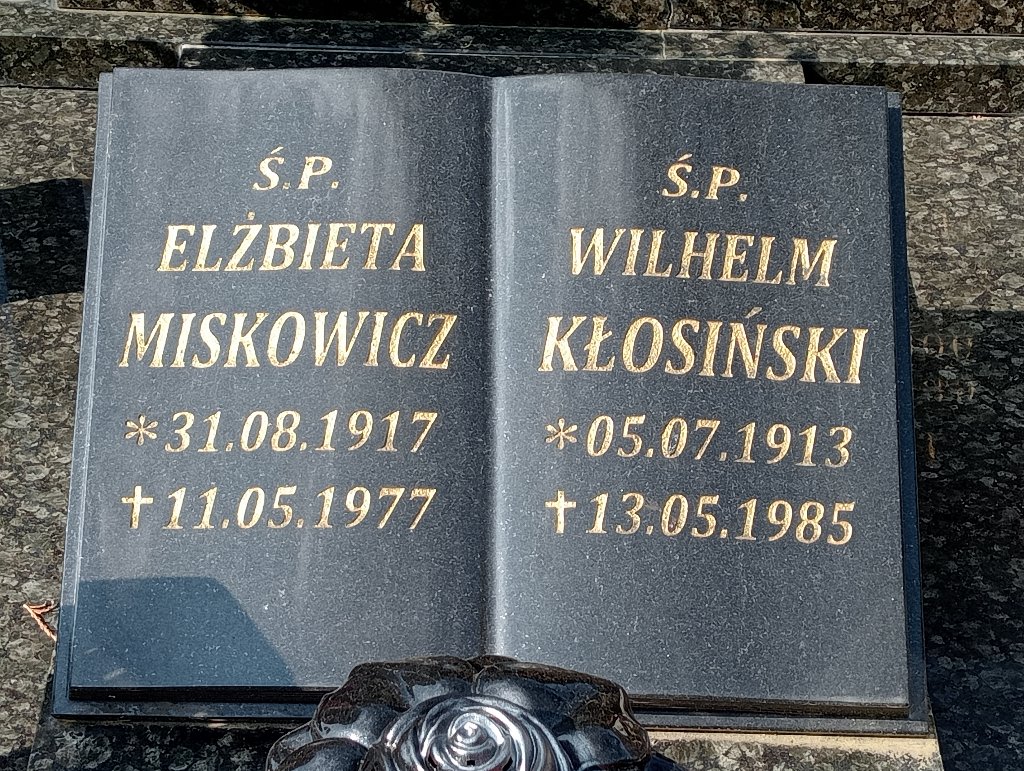 Ś.P.
ELŻBIETA
MISKOWICZ
*31.08.1917
✝11.05.1977
Ś.P.
WILHELM
KŁOSIŃSKI
*05.07.1913
✝13.05.1985